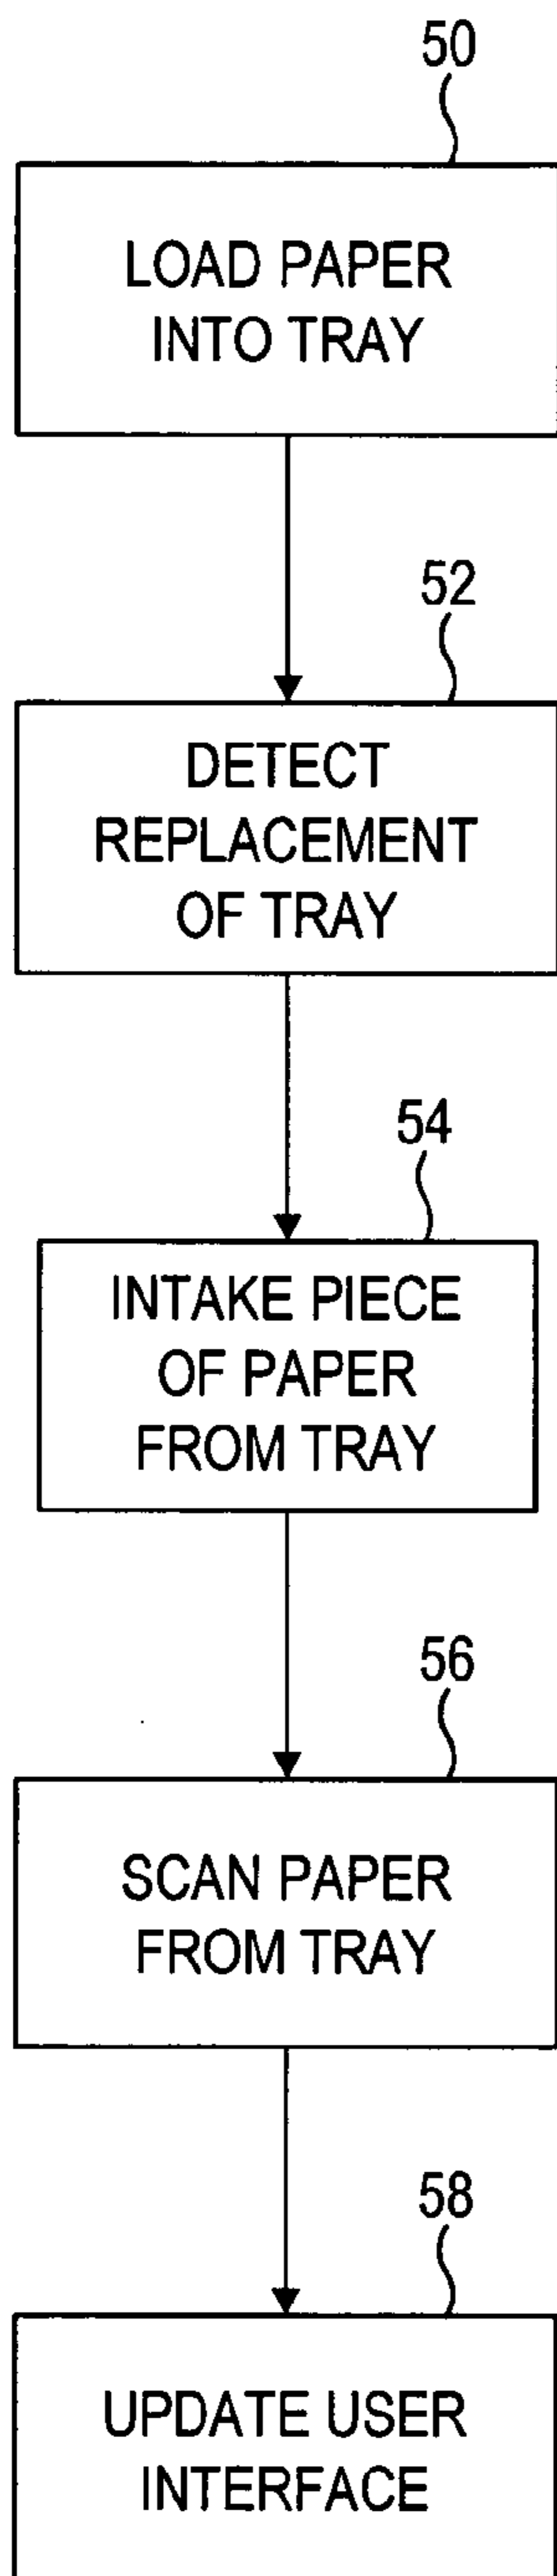 50
LOAD PAPER
INTO TRAY
52
DETECT
REPLACEMENT
OF TRAY
54
INTAKE PIECE
OF PAPER
FROM TRAY
56
SCAN PAPER
FROM TRAY
58
UPDATE USER
INTERFACE